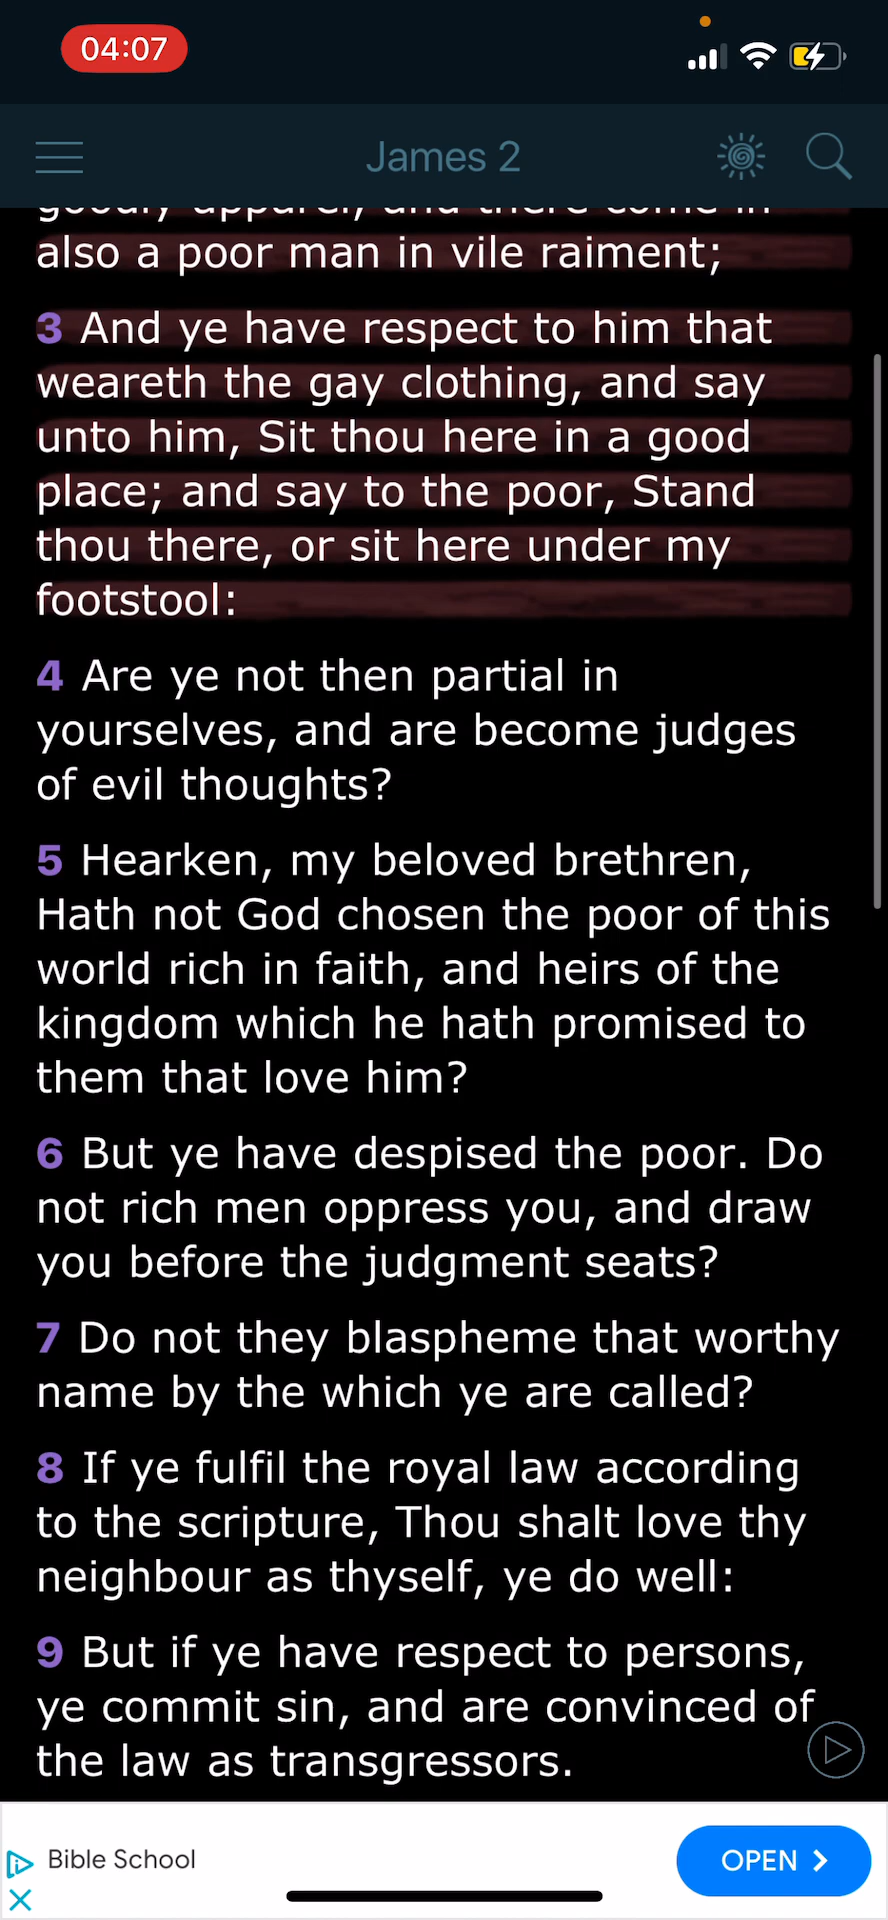 04:07
James 2
goodly apparel, and there come in
also a poor man in vile raiment;
3 And ye have respect to him that
weareth the gay clothing, and say
unto him, Sit thou here in a good
place; and say to the poor, Stand
thou there, or sit here under my
footstool:
4 Are ye not then partial in
yourselves, and are become judges
of evil thoughts?
5 Hearken, my beloved brethren,
Hath not God chosen the poor of this
world rich in faith, and heirs of the
kingdom which he hath promised to
them that love him?
6 But ye have despised the poor. Do
not rich men oppress you, and draw
you before the judgment seats?
7 Do not they blaspheme that worthy
name by the which ye are called?
8 If ye fulfil the royal law according
to the scripture, Thou shalt love thy
neighbour as thyself, ye do well:
9 But if ye have respect to persons,
ye commit sin, and are convinced of
the law as transgressors.
Bible School
OPEN